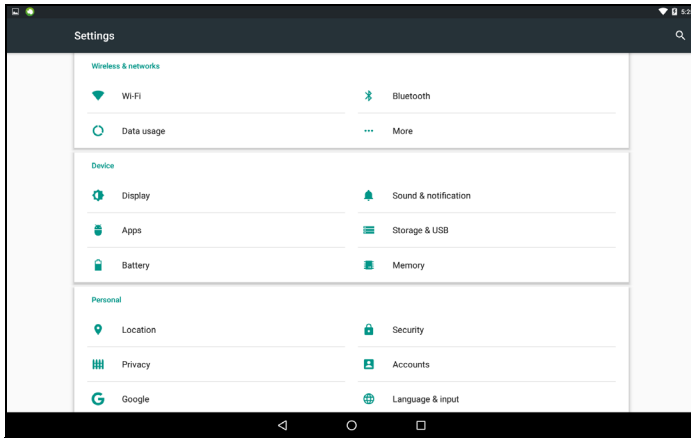 Settings
Wireless & networks
Wi-Fi
Bluetooth
Data usage
More
Device
Display
Sound & notification
Apps
Storage & USB
Battery
Memory
Personal
Location
Security
Privacy
Accounts
Google
Language & input